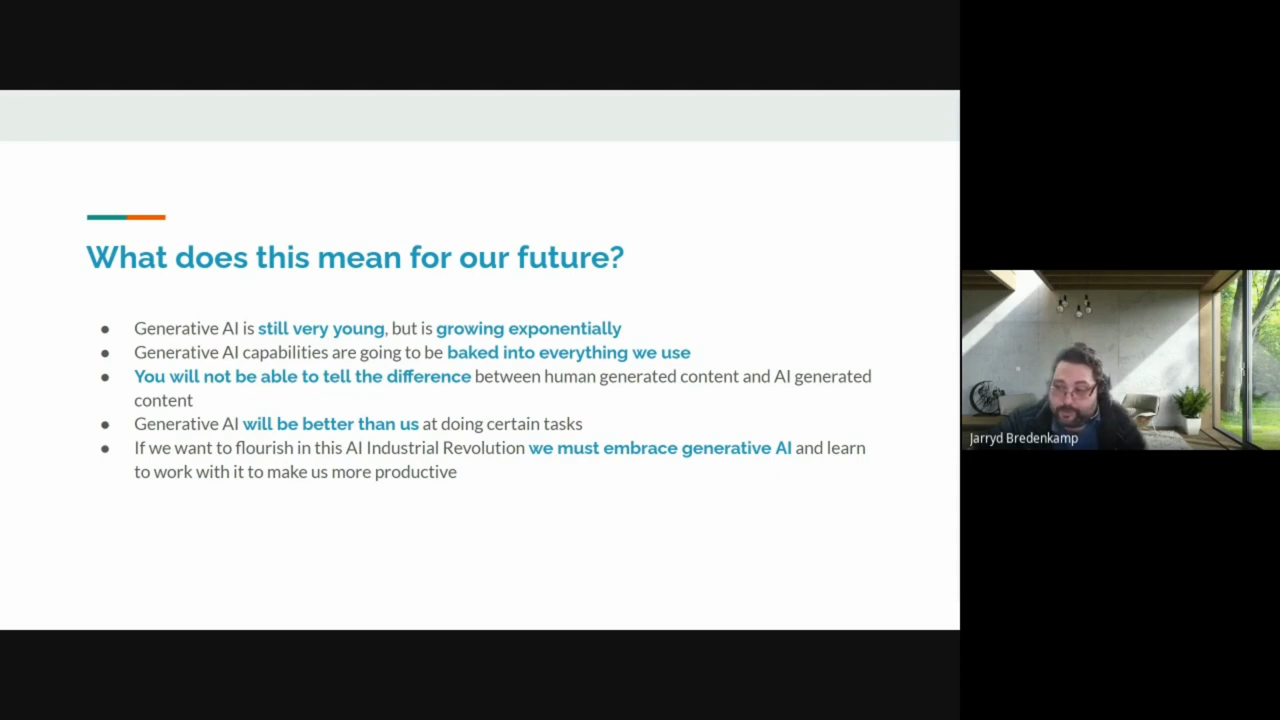 What does this mean for our future?
● Generative AI is still very young, but is growing exponentially
● Generative AI capabilities are going to be baked into everything we use
● You will not be able to tell the difference between human generated content and AI generated
content
● Generative AI will be better than us at doing certain tasks
● If we want to flourish in this AI Industrial Revolution we must embrace generative AI and learn
to work with it to make us more productive
Jarryd Bredenkamp